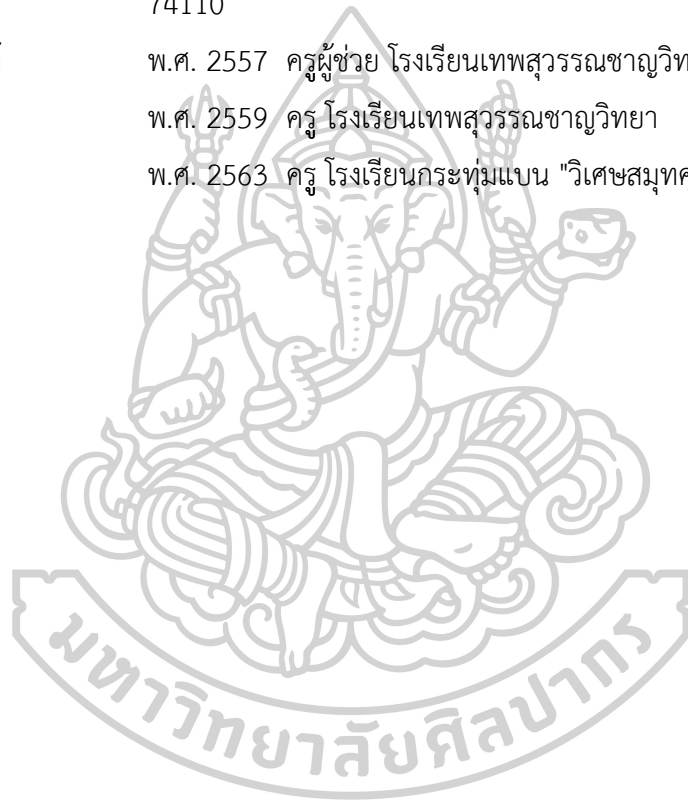 74110
พ.ศ. 2557 ครูผู้ช่วย โรงเรียนเทพสุวรรณชาญวิท
พ.ศ. 2559 ครู โรงเรียนเทพสุวรรณชาญวิทยา
พ.ศ. 2563 ครู โรงเรียนกระทุ่มแบน "วิเศษสมุทค
มหาวิทยาลัยศิลปากร